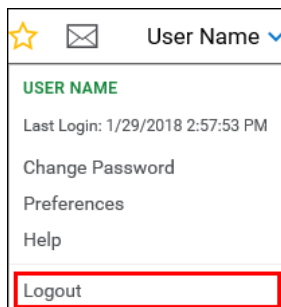 User Name
USER NAME
Last Login: 1/29/2018 2:57:53 PM
Change Password
Preferences
Help
Logout